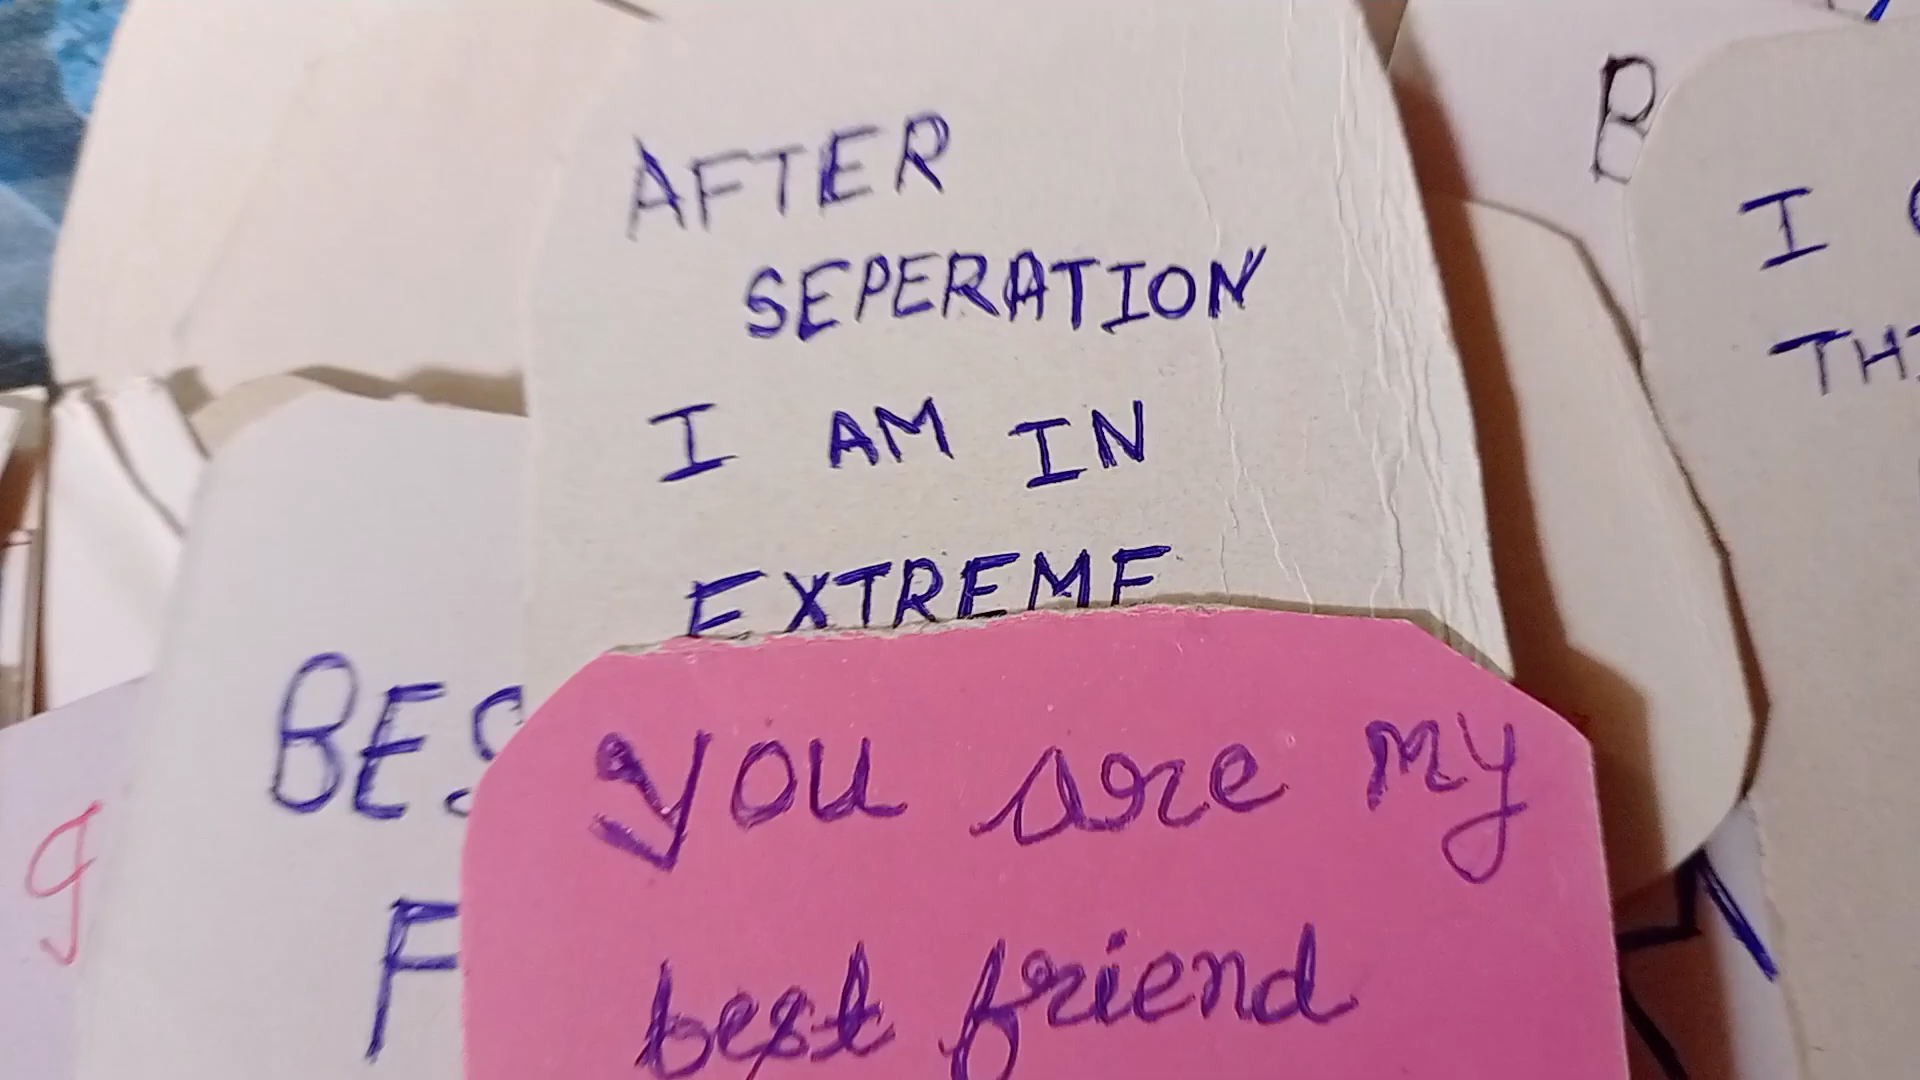 AFTER
SEPERATION
I AM IN
EXTREME
You are my
best friend
I